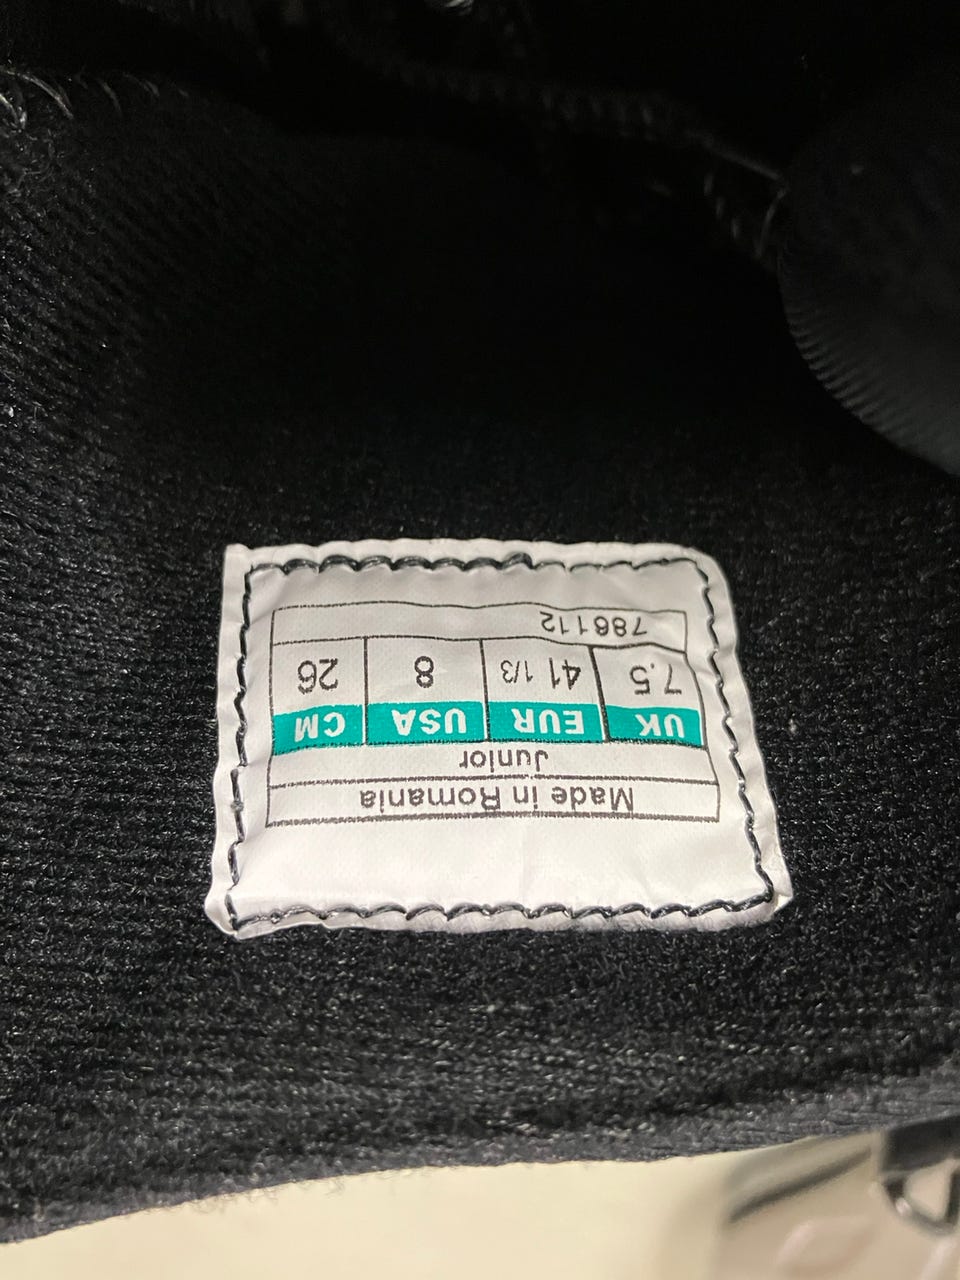 Made in Romania
Junior
UK EUR USA CM
7.5 41 1/3 8 26
786112